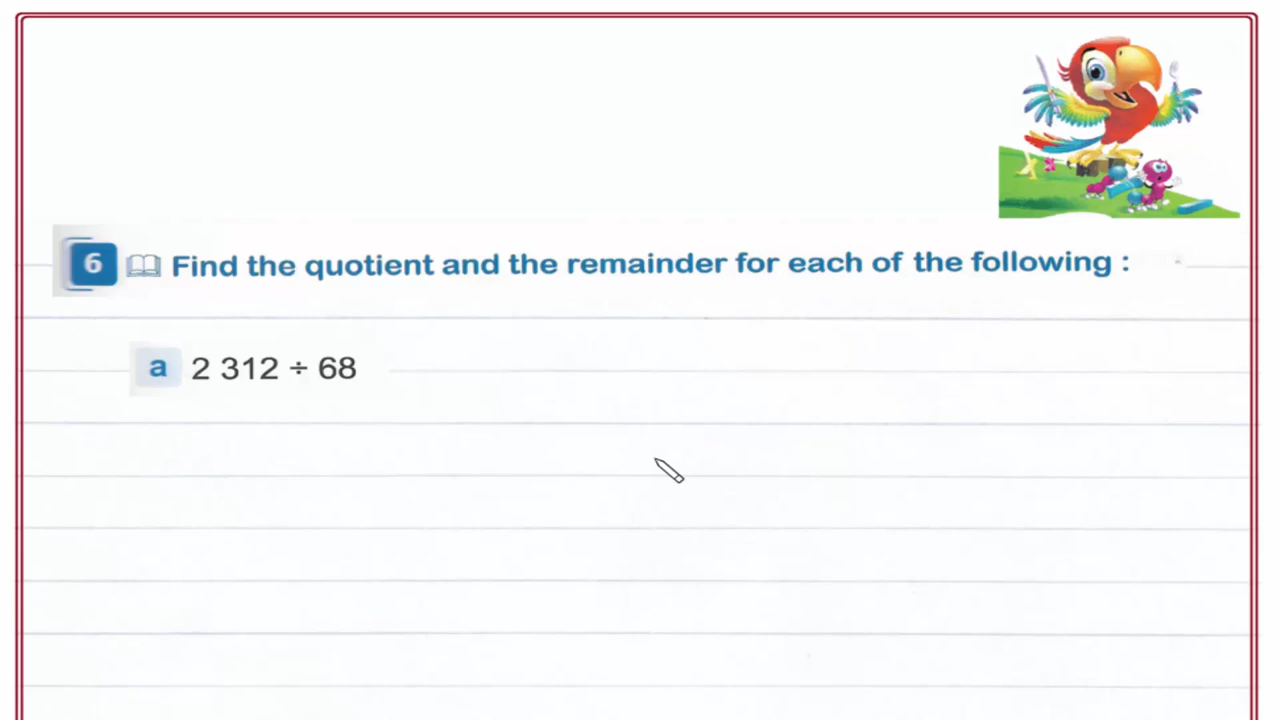 6 Find the quotient and the remainder for each of the following :
a 2 312 ÷ 68